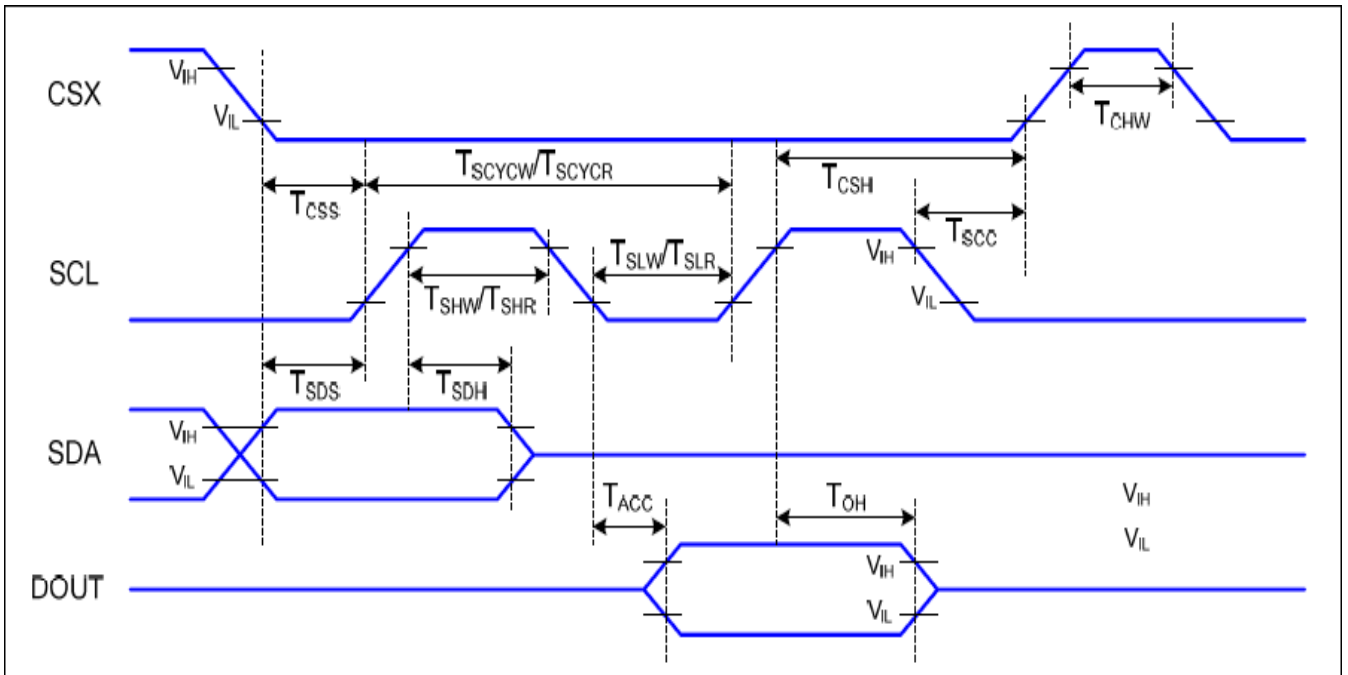 CSX
VIH
VIL
TCHW
TSCYCW/TSCYCR
TCSS
TCSH
TSCC
SCL
TSLW/TSLR
TSHW/TSHR
VIH
VIL
TSDS
TSDH
SDA
VIH
VIL
TACC
TOH
VIH
VIL
DOUT
VIH
VIL